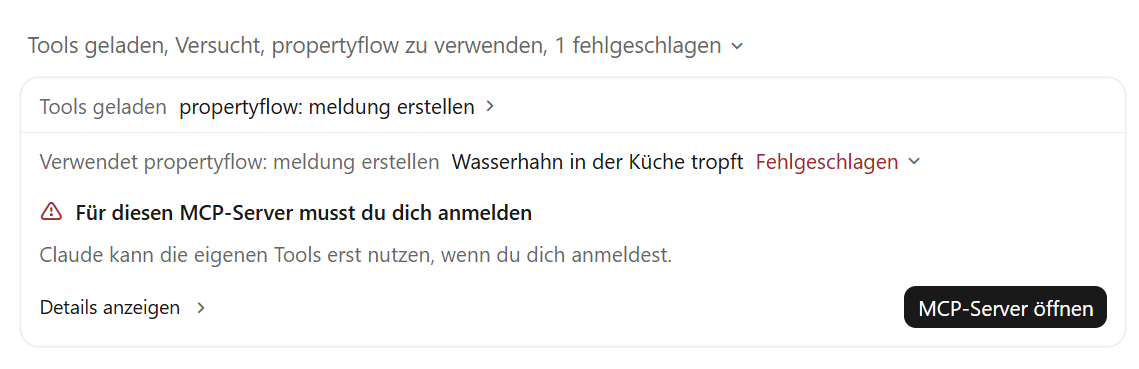 Tools geladen, Versucht, propertyflow zu verwenden, 1 fehlgeschlagen
Tools geladen propertyflow: meldung erstellen
Verwendet propertyflow: meldung erstellen Wasserhahn in der Küche tropft Fehlgeschlagen
Für diesen MCP-Server musst du dich anmelden
Claude kann die eigenen Tools erst nutzen, wenn du dich anmeldest.
Details anzeigen
MCP-Server öffnen